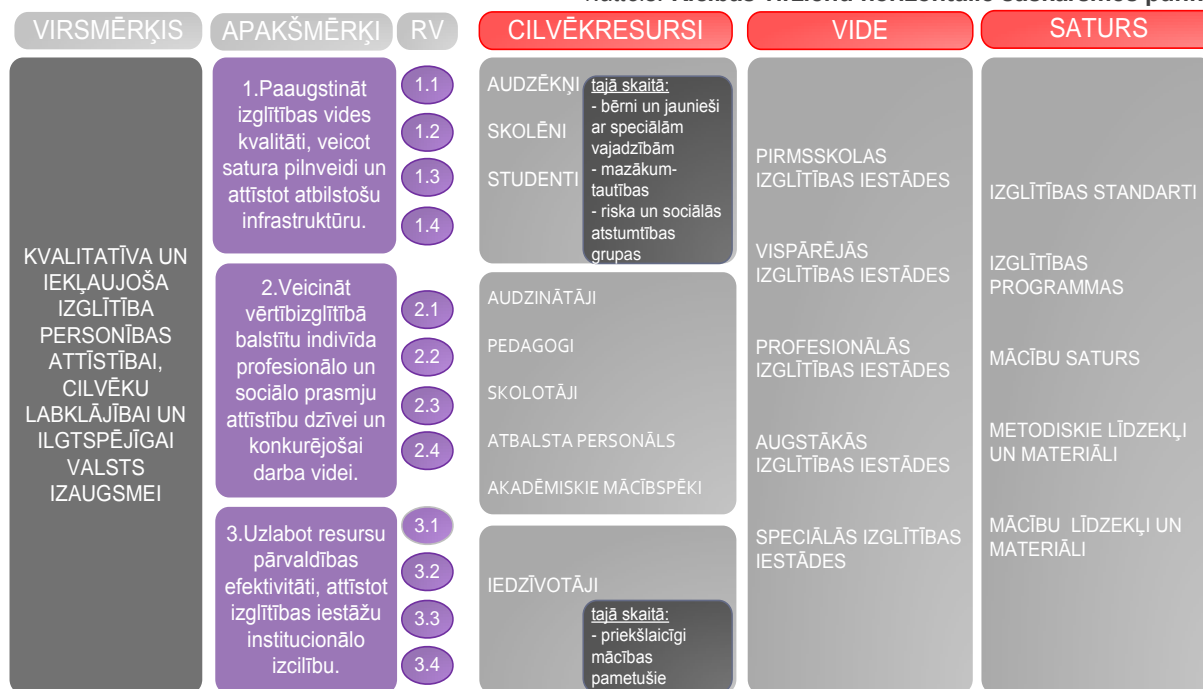 VIRSMĒRĶIS
APAKŠMĒRĶI
RV
CILVĒKRESURSI
VIDE
SATURS
KVALITATĪVA UN
IEKĻAUJOŠA
IZGLĪTĪBA
PERSONĪBAS
ATTĪSTĪBAI,
CILVĒKU
LABKLĀJĪBAI UN
ILGTSPĒJĪGAI
VALSTS
IZAUGSMEI
1.Paaugstināt
izglītības vides
kvalitāti, veicot
satura pilnveidi un
attīstot atbilstošu
infrastruktūru.
1.1
1.2
1.3
1.4
2.Veicināt
vērtībizglītībā
balstītu indivīda
profesionālo un
sociālo prasmju
attīstību dzīvei un
konkurējošai
darba videi.
2.1
2.2
2.3
2.4
3.Uzlabot resursu
pārvaldības
efektivitāti, attīstot
izglītības iestāžu
institucionālo
izcilību.
3.1
3.2
3.3
3.4
AUDZĒKŅI
SKOLĒNI
STUDENTI
tajā skaitā:
- bērni un jaunieši
ar speciālām
vajadzībām
- mazākum-
tautības
- riska un sociālās
atstumtības
grupas
AUDZINĀTĀJI
PEDAGOGI
SKOLOTĀJI
ATBALSTA PERSONĀLS
AKADĒMISKIE MĀCĪBSPĒKI
IEDZĪVOTĀJI
tajā skaitā:
- priekšlaicīgi
mācības
pametušie
PIRMSSKOLAS
IZGLĪTĪBAS IESTĀDES
VISPĀRĒJĀS
IZGLĪTĪBAS IESTĀDES
PROFESIONĀLĀS
IZGLĪTĪBAS IESTĀDES
AUGSTĀKĀS
IZGLĪTĪBAS IESTĀDES
SPECIĀLĀS IZGLĪTĪBAS
IESTĀDES
IZGLĪTĪBAS STANDARTI
IZGLĪTĪBAS
PROGRAMMAS
MĀCĪBU SATURS
METODISKIE LĪDZEKĻI
UN MATERIĀLI
MĀCĪBU LĪDZEKĻI UN
MATERIĀLI